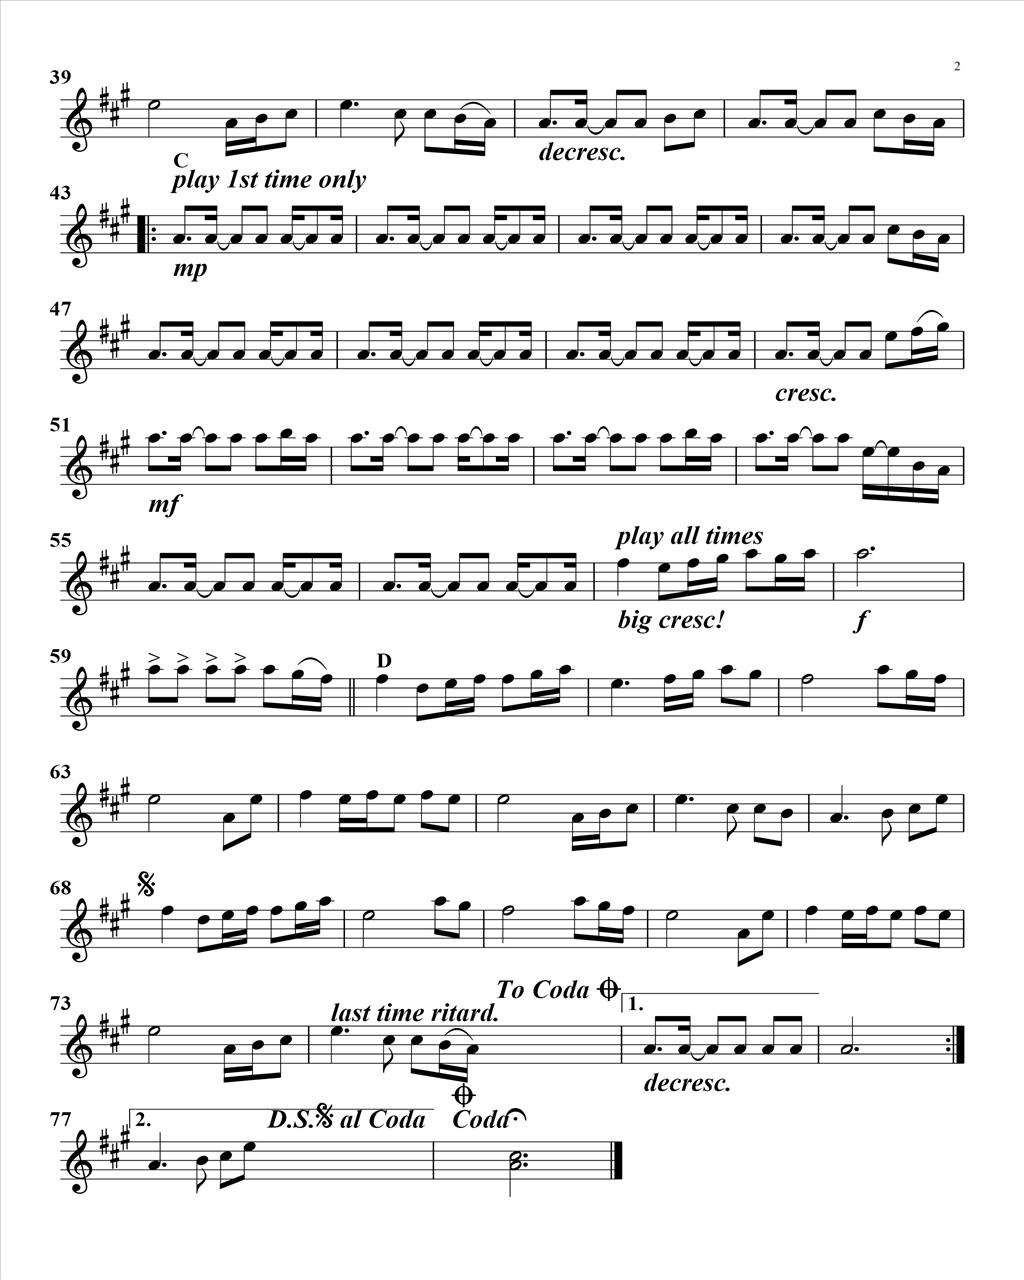 2
39
decresc.
C
play 1st time only
43
mp
47
cresc.
51
mf
play all times
55
big cresc!
f
59
D
63
68
To Coda
last time ritard.
73
1.
decresc.
77
2.
D.S. al Coda
Coda